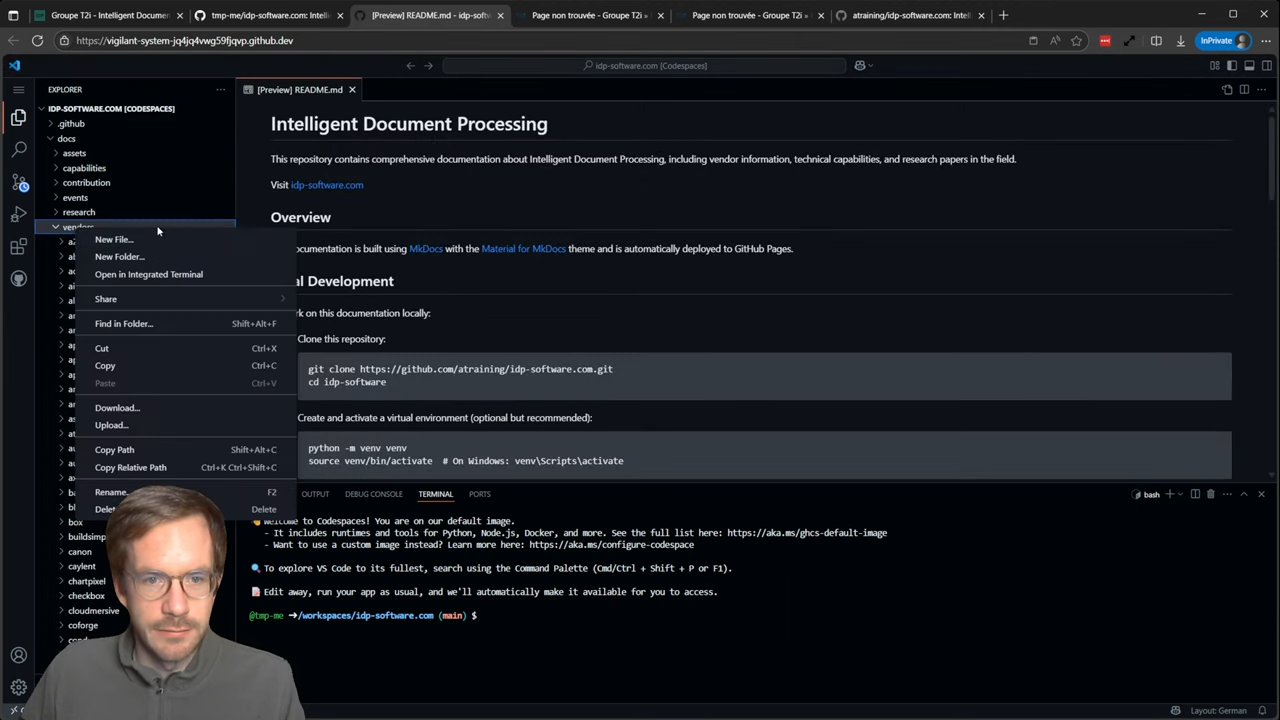 Groupe T2i - Intelligent Documen
tmp-me/idp-software.com: Intelli
[Preview] README.md - idp-softw
Page non trouvée - Groupe T2i »
Page non trouvée - Groupe T2i »
atraining/idp-software.com: Intell
https://vigilant-system-jq4jq4vwg59fjqvp.github.dev
InPrivate
idp-software.com [Codespaces]
EXPLORER
IDP-SOFTWARE.COM [CODESPACES]
.github
docs
assets
capabilities
contribution
events
research
vendors
New File...
New Folder...
Open in Integrated Terminal
Share
Find in Folder... Shift+Alt+F
Cut Ctrl+X
Copy Ctrl+C
Paste Ctrl+V
Download...
Upload...
Copy Path Shift+Alt+C
Copy Relative Path Ctrl+K Ctrl+Shift+C
Rename... F2
Delet Delete
box
buildsimp
canon
caylent
chartpixel
checkbox
cloudmersive
coforge
[Preview] README.md
Intelligent Document Processing
This repository contains comprehensive documentation about Intelligent Document Processing, including vendor information, technical capabilities, and research papers in the field.
Visit idp-software.com
Overview
ocumentation is built using MkDocs with the Material for MkDocs theme and is automatically deployed to GitHub Pages.
al Development
rk on this documentation locally:
Clone this repository:
git clone https://github.com/atraining/idp-software.com.git
cd idp-software
Create and activate a virtual environment (optional but recommended):
python -m venv venv
source venv/bin/activate # On Windows: venv\Scripts\activate
OUTPUT DEBUG CONSOLE TERMINAL PORTS
bash
Welcome to Codespaces! You are on our default image.
- It includes runtimes and tools for Python, Node.js, Docker, and more. See the full list here: https://aka.ms/ghcs-default-image
- Want to use a custom image instead? Learn more here: https://aka.ms/configure-codespace
To explore VS Code to its fullest, search using the Command Palette (Cmd/Ctrl + Shift + P or F1).
Edit away, run your app as usual, and we'll automatically make it available for you to access.
@tmp-me ➜/workspaces/idp-software.com (main) $
Layout: German